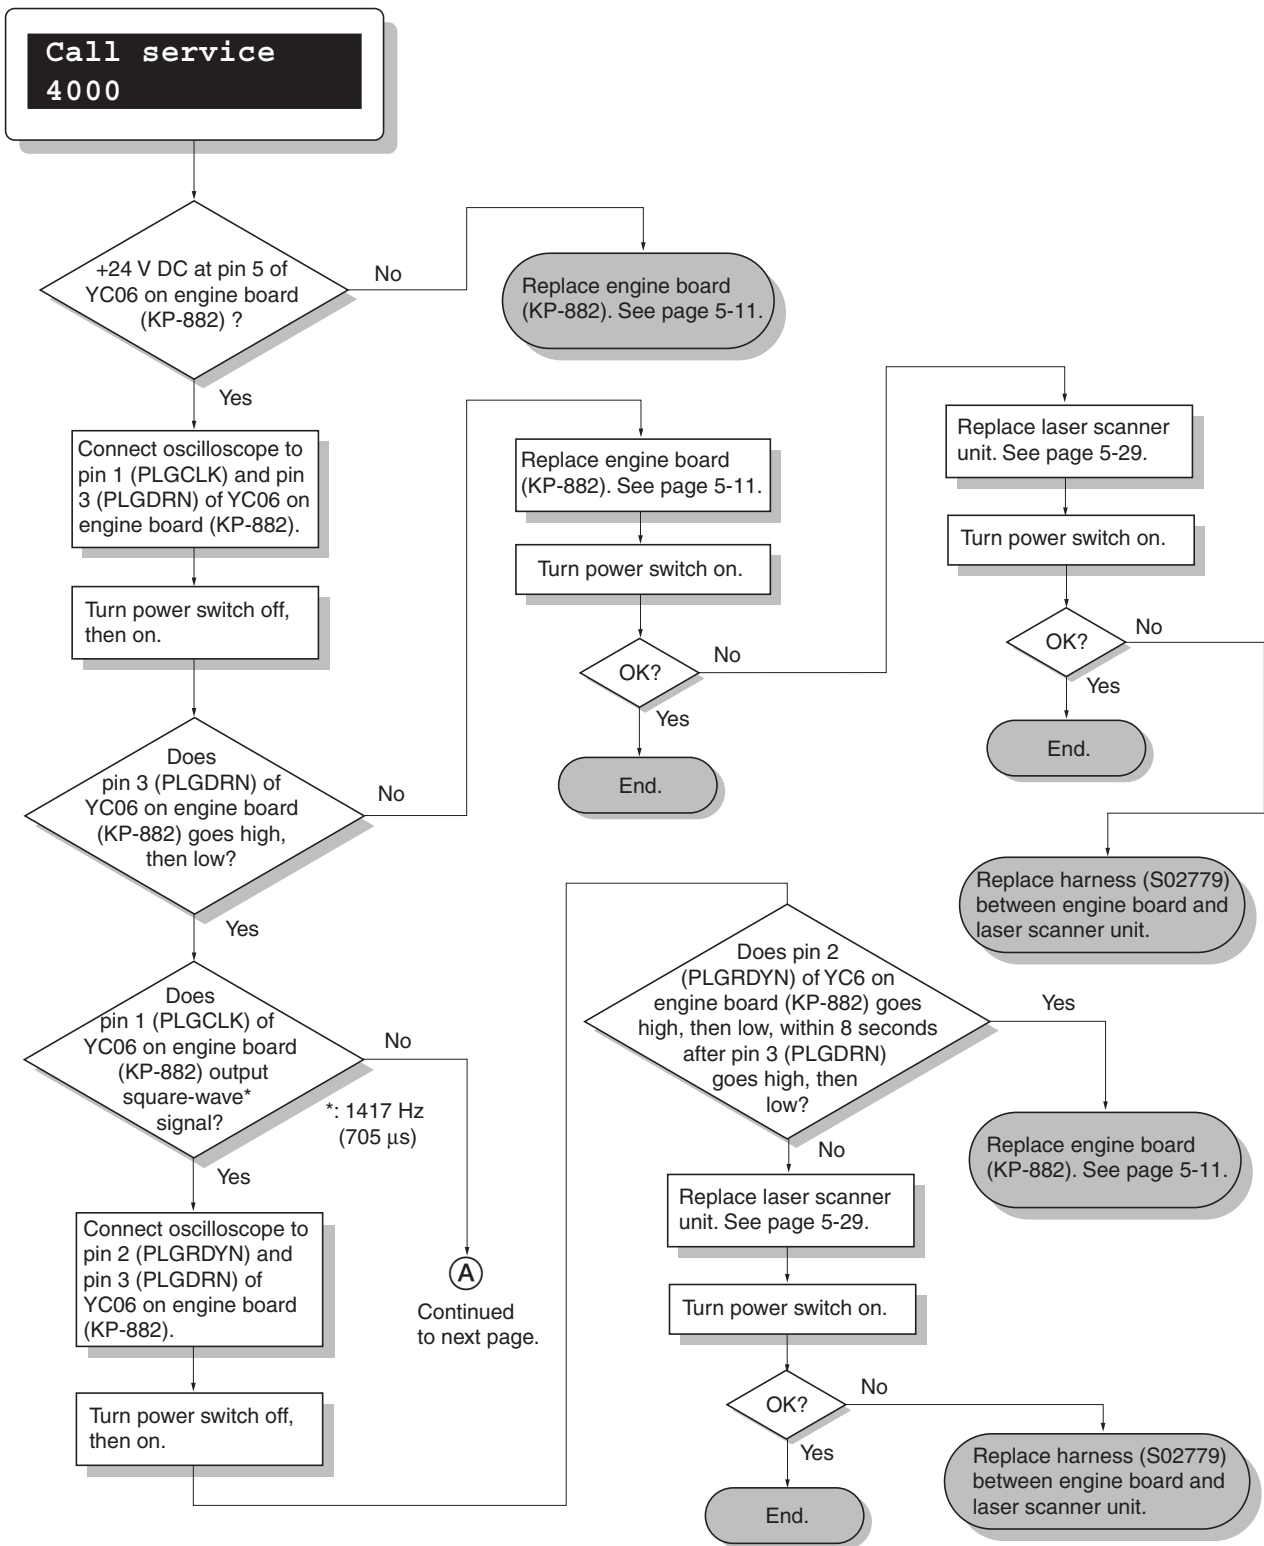 Call service
4000
+24 V DC at pin 5 of
YC06 on engine board
(KP-882) ?
No
Replace engine board
(KP-882). See page 5-11.
Yes
Connect oscilloscope to
pin 1 (PLGCLK) and pin
3 (PLGDRN) of YC06 on
engine board (KP-882).
Turn power switch off,
then on.
Does
pin 3 (PLGDRN) of
YC06 on engine board
(KP-882) goes high,
then low?
No
Replace engine board
(KP-882). See page 5-11.
Turn power switch on.
OK?
No
Yes
End.
Replace laser scanner
unit. See page 5-29.
Turn power switch on.
OK?
No
Yes
End.
Replace harness (S02779)
between engine board and
laser scanner unit.
Yes
Does
pin 1 (PLGCLK) of
YC06 on engine board
(KP-882) output
square-wave*
signal?
No
*: 1417 Hz
(705 μs)
A
Continued
to next page.
Yes
Connect oscilloscope to
pin 2 (PLGRDYN) and
pin 3 (PLGDRN) of
YC06 on engine board
(KP-882).
Turn power switch off,
then on.
Does pin 2
(PLGRDYN) of YC6 on
engine board (KP-882) goes
high, then low, within 8 seconds
after pin 3 (PLGDRN)
goes high, then
low?
Yes
Replace engine board
(KP-882). See page 5-11.
No
Replace laser scanner
unit. See page 5-29.
Turn power switch on.
OK?
No
Replace harness (S02779)
between engine board and
laser scanner unit.
Yes
End.